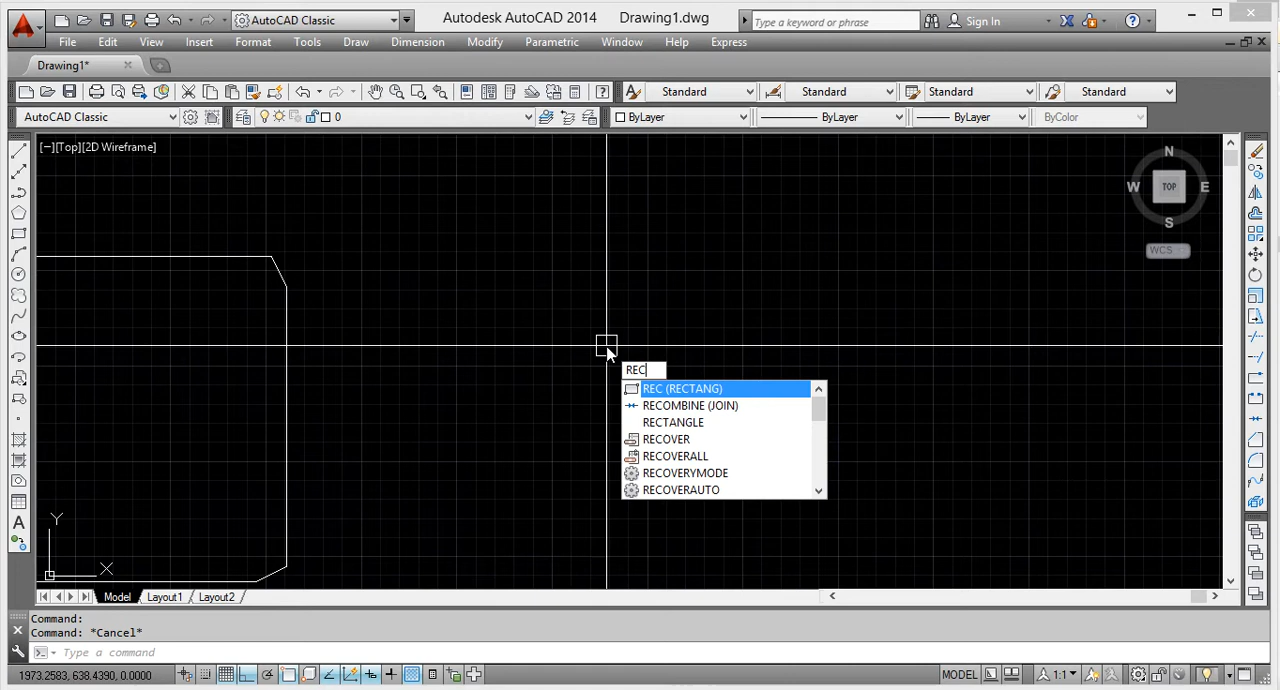 AutoCAD Classic
Autodesk AutoCAD 2014 Drawing1.dwg
Type a keyword or phrase
Sign In
File Edit View Insert Format Tools Draw Dimension Modify Parametric Window Help Express
Drawing1*
Standard Standard Standard Standard
AutoCAD Classic 0 ByLayer ByLayer ByLayer ByColor
[−][Top][2D Wireframe]
N
W TOP E
S
WCS
REC
REC (RECTANG)
RECOMBINE (JOIN)
RECTANGLE
RECOVER
RECOVERALL
RECOVERYMODE
RECOVERAUTO
Y
X
A
Model Layout1 Layout2
Command:
Command: *Cancel*
Type a command
1973.2583, 638.4390, 0.0000
MODEL
1:1